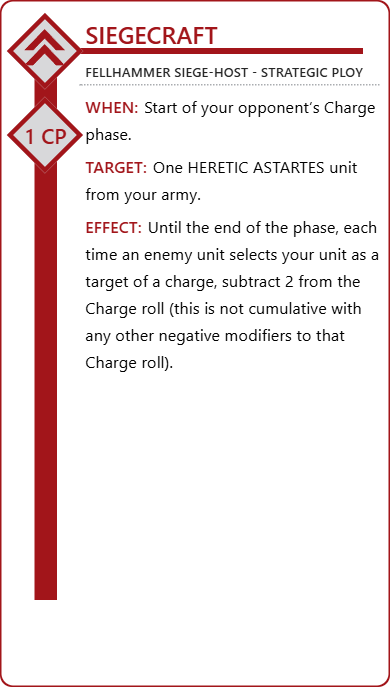 SIEGECRAFT
FELLHAMMER SIEGE-HOST - STRATEGIC PLOY
1 CP
WHEN: Start of your opponent’s Charge
phase.
TARGET: One HERETIC ASTARTES unit
from your army.
EFFECT: Until the end of the phase, each
time an enemy unit selects your unit as a
target of a charge, subtract 2 from the
Charge roll (this is not cumulative with
any other negative modifiers to that
Charge roll).